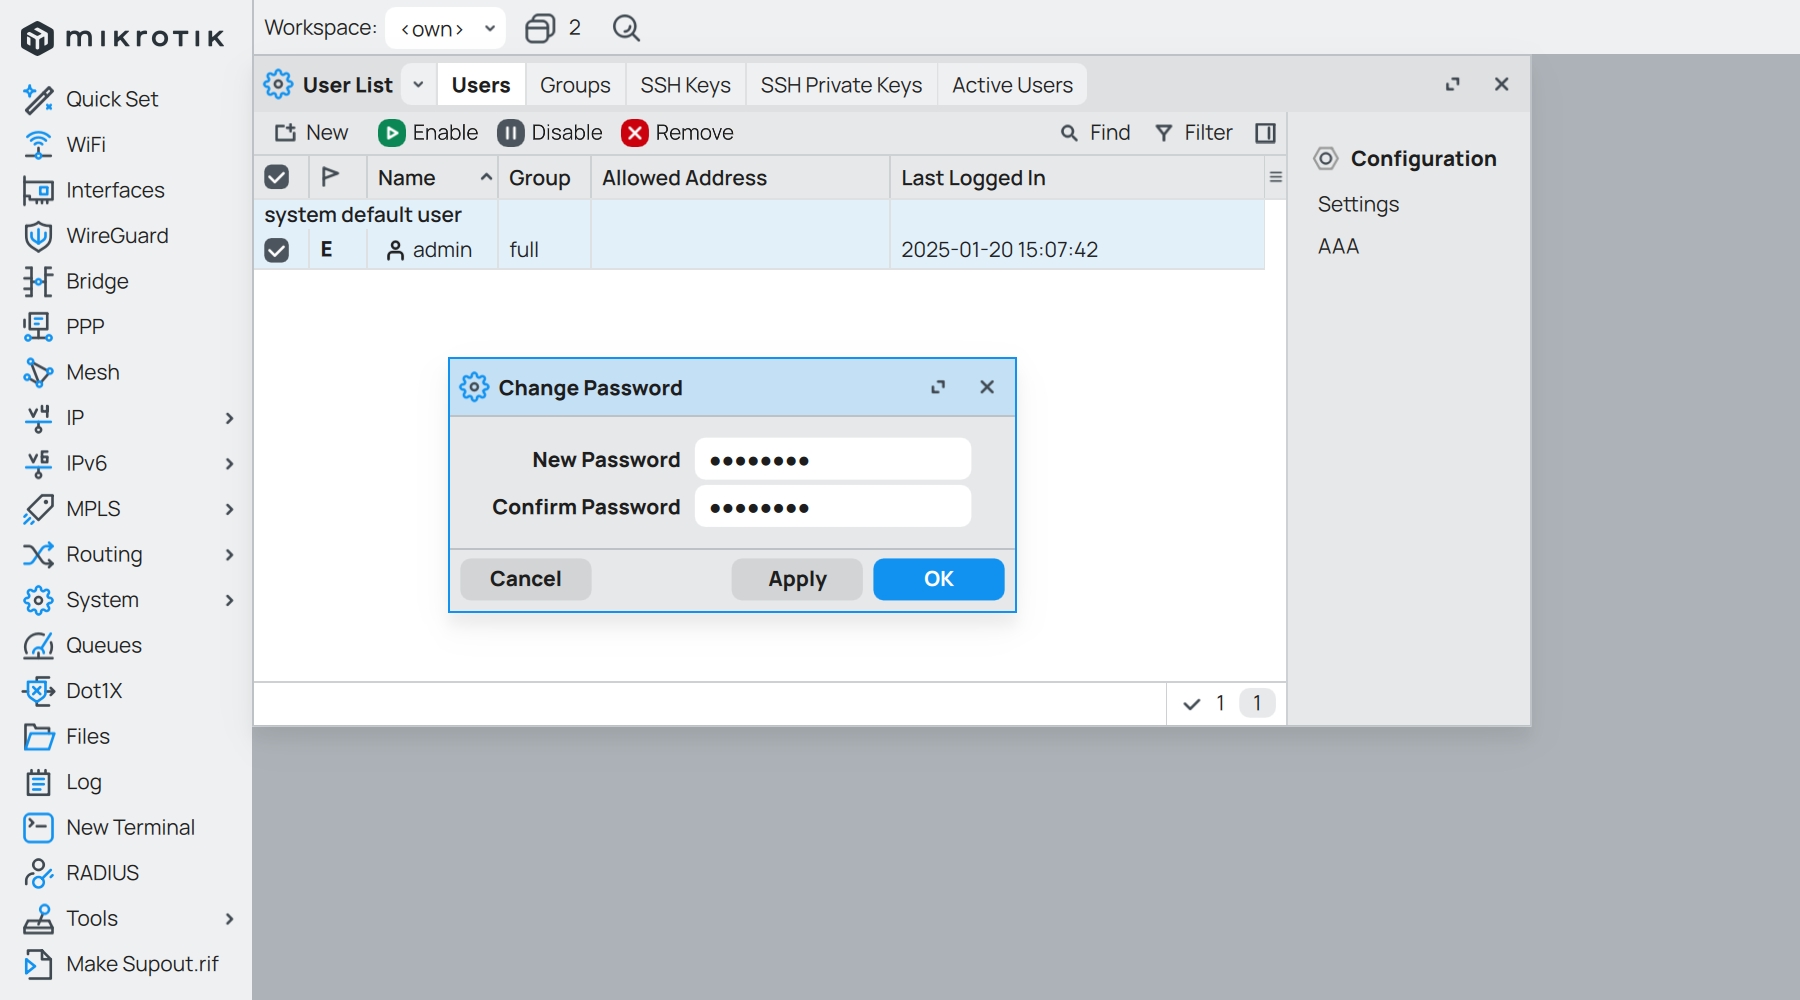 mikrotik
Workspace: <own> 2
Quick Set
WiFi
Interfaces
WireGuard
Bridge
PPP
Mesh
v4 IP
v6 IPv6
MPLS
Routing
System
Queues
Dot1X
Files
Log
New Terminal
RADIUS
Tools
Make Supout.rif
User List Users Groups SSH Keys SSH Private Keys Active Users
New Enable Disable Remove Find Filter
Name Group Allowed Address Last Logged In
system default user
E admin full 2025-01-20 15:07:42
Configuration
Settings
AAA
Change Password
New Password ●●●●●●●●
Confirm Password ●●●●●●●●
Cancel Apply OK
1 1